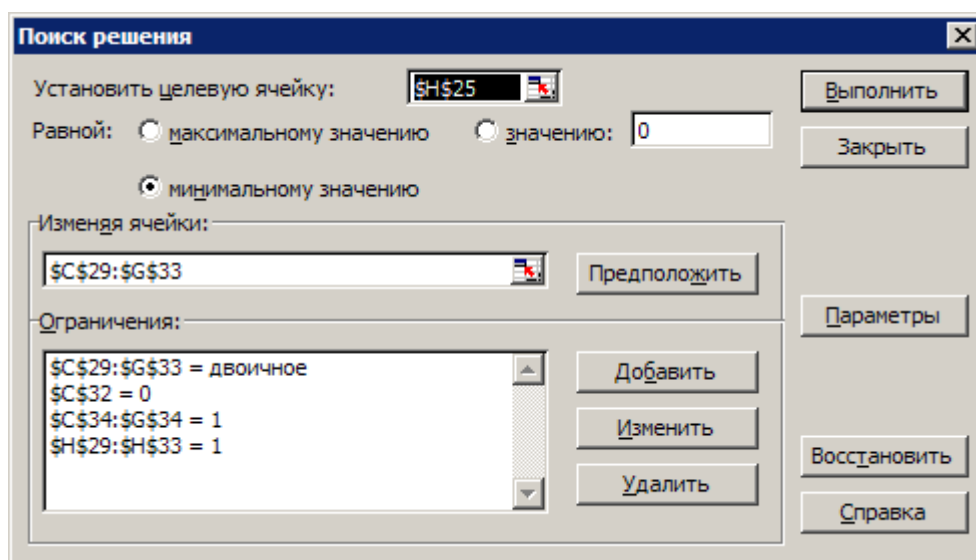 Поиск решения
Установить целевую ячейку: $H$25
Выполнить
Равной: максимальному значению значению: 0
Закрыть
минимальному значению
Изменяя ячейки:
$C$29:$G$33
Предположить
Параметры
Ограничения:
$C$29:$G$33 = двоичное
$C$32 = 0
$C$34:$G$34 = 1
$H$29:$H$33 = 1
Добавить
Изменить
Удалить
Восстановить
Справка